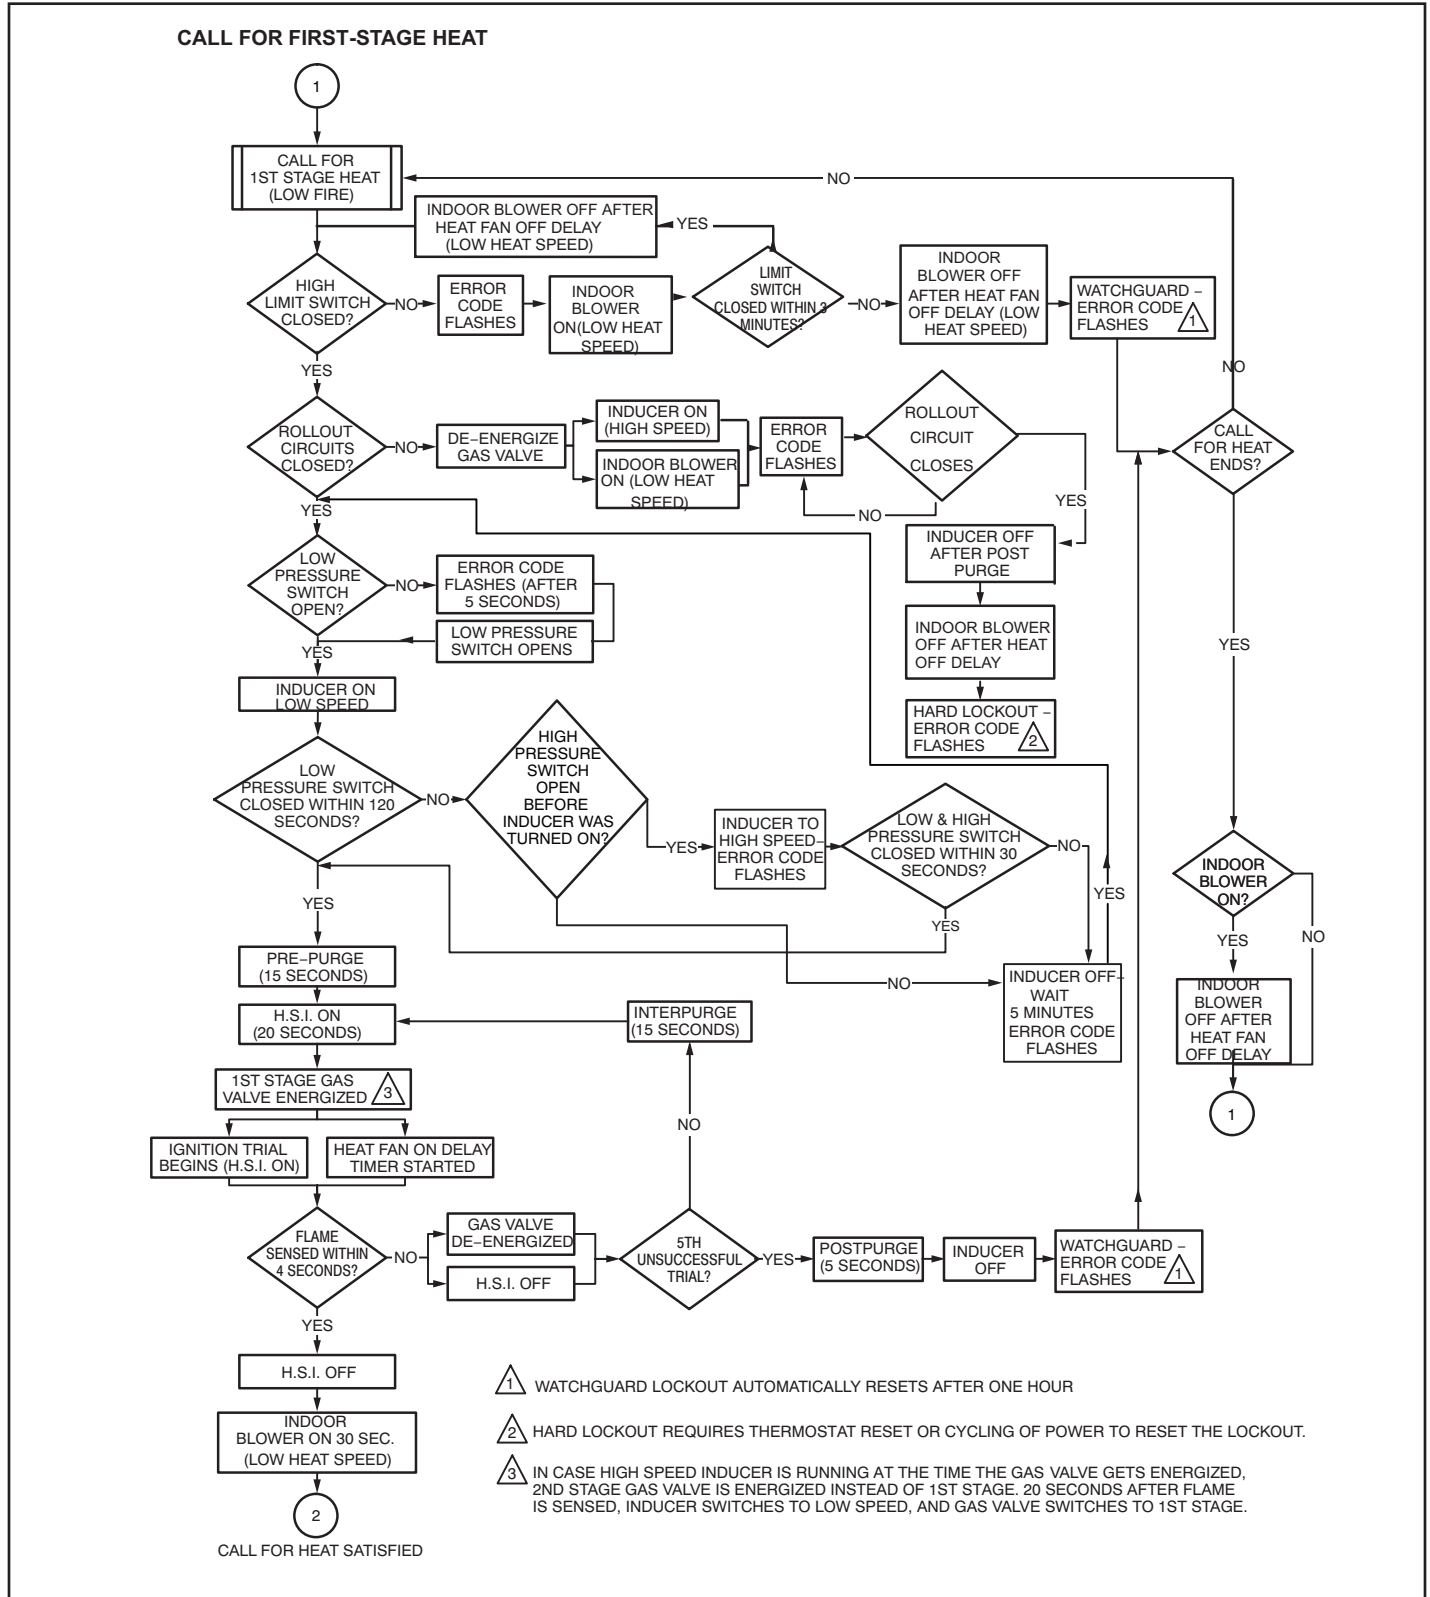 CALL FOR FIRST-STAGE HEAT
1
CALL FOR
1ST STAGE HEAT
(LOW FIRE)
NO
INDOOR BLOWER OFF AFTER
HEAT FAN OFF DELAY
(LOW HEAT SPEED)
YES
HIGH
LIMIT SWITCH
CLOSED?
NO
ERROR
CODE
FLASHES
INDOOR
BLOWER
ON(LOW HEAT
SPEED)
LIMIT
SWITCH
CLOSED WITHIN 3
MINUTES?
NO
INDOOR
BLOWER OFF
AFTER HEAT FAN
OFF DELAY (LOW
HEAT SPEED)
WATCHGUARD –
ERROR CODE
FLASHES
1
NO
YES
ROLLOUT
CIRCUITS
CLOSED?
NO
DE–ENERGIZE
GAS VALVE
INDUCER ON
(HIGH SPEED)
INDOOR BLOWER
ON (LOW HEAT
SPEED)
ERROR
CODE
FLASHES
ROLLOUT
CIRCUIT
CLOSES
NO
YES
CALL
FOR HEAT
ENDS?
YES
INDUCER OFF
AFTER POST
PURGE
INDOOR BLOWER
OFF AFTER HEAT
OFF DELAY
HARD LOCKOUT –
ERROR CODE
FLASHES
2
YES
LOW
PRESSURE
SWITCH
OPEN?
NO
ERROR CODE
FLASHES (AFTER
5 SECONDS)
LOW PRESSURE
SWITCH OPENS
YES
INDUCER ON
LOW SPEED
LOW
PRESSURE SWITCH
CLOSED WITHIN 120
SECONDS?
NO
HIGH
PRESSURE
SWITCH
OPEN
BEFORE
INDUCER WAS
TURNED ON?
YES
INDUCER TO
HIGH SPEED–
ERROR CODE
FLASHES
LOW & HIGH
PRESSURE SWITCH
CLOSED WITHIN 30
SECONDS?
NO
YES
YES
NO
INDUCER OFF–
WAIT
5 MINUTES
ERROR CODE
FLASHES
INDOOR
BLOWER
ON?
YES
NO
INDOOR
BLOWER
OFF AFTER
HEAT FAN
OFF DELAY
1
YES
PRE–PURGE
(15 SECONDS)
H.S.I. ON
(20 SECONDS)
INTERPURGE
(15 SECONDS)
1ST STAGE GAS
VALVE ENERGIZED
3
IGNITION TRIAL
BEGINS (H.S.I. ON)
HEAT FAN ON DELAY
TIMER STARTED
NO
FLAME
SENSED WITHIN
4 SECONDS?
NO
GAS VALVE
DE–ENERGIZED
H.S.I. OFF
5TH
UNSUCCESSFUL
TRIAL?
YES
POSTPURGE
(5 SECONDS)
INDUCER
OFF
WATCHGUARD –
ERROR CODE
FLASHES
1
YES
H.S.I. OFF
INDOOR
BLOWER ON 30 SEC.
(LOW HEAT SPEED)
2
CALL FOR HEAT SATISFIED
1 WATCHGUARD LOCKOUT AUTOMATICALLY RESETS AFTER ONE HOUR
2 HARD LOCKOUT REQUIRES THERMOSTAT RESET OR CYCLING OF POWER TO RESET THE LOCKOUT.
3 IN CASE HIGH SPEED INDUCER IS RUNNING AT THE TIME THE GAS VALVE GETS ENERGIZED,
2ND STAGE GAS VALVE IS ENERGIZED INSTEAD OF 1ST STAGE. 20 SECONDS AFTER FLAME
IS SENSED, INDUCER SWITCHES TO LOW SPEED, AND GAS VALVE SWITCHES TO 1ST STAGE.